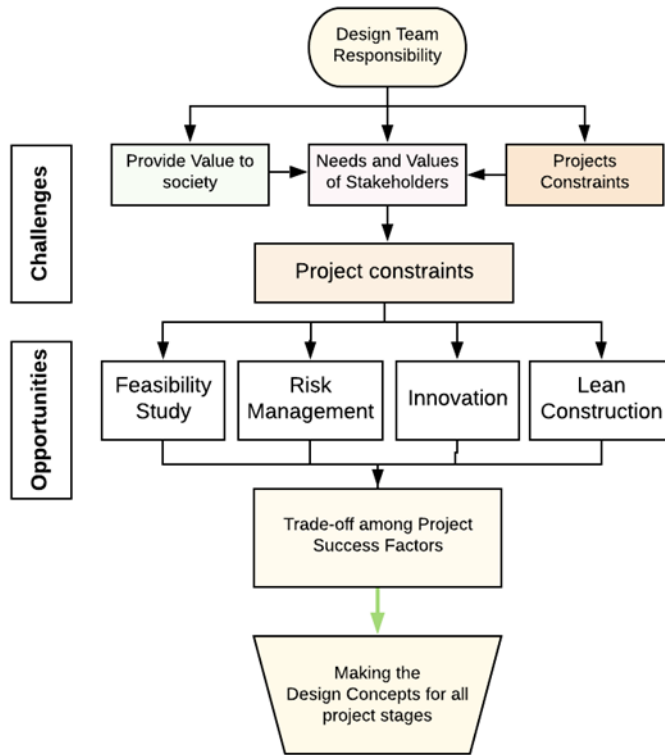 Design Team
Responsibility
Challenges
Provide Value to
society
Needs and Values
of Stakeholders
Projects
Constraints
Project constraints
Opportunities
Feasibility
Study
Risk
Management
Innovation
Lean
Construction
Trade-off among Project
Success Factors
Making the
Design Concepts for all
project stages